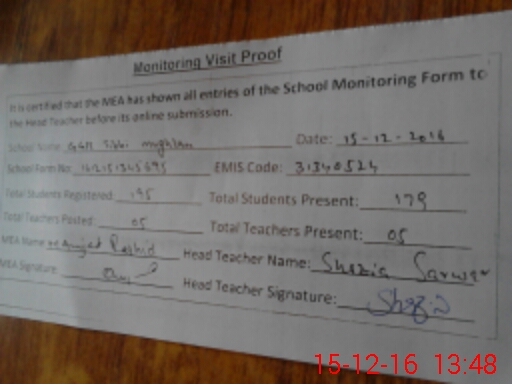 Monitoring Visit Proof
It is certified that the MEA has shown all entries of the School Monitoring Form to
the Head Teacher before its online submission.
School Name: Date: 15-12-2016
School Form No: EMIS Code: 31340524
Total Students Registered: 195 Total Students Present: 179
Total Teachers Posted: 05 Total Teachers Present: 05
MEA Name Amjat Rashid Head Teacher Name: Shazia Sarwar
MEA Signature: Head Teacher Signature:
15-12-16 13:48